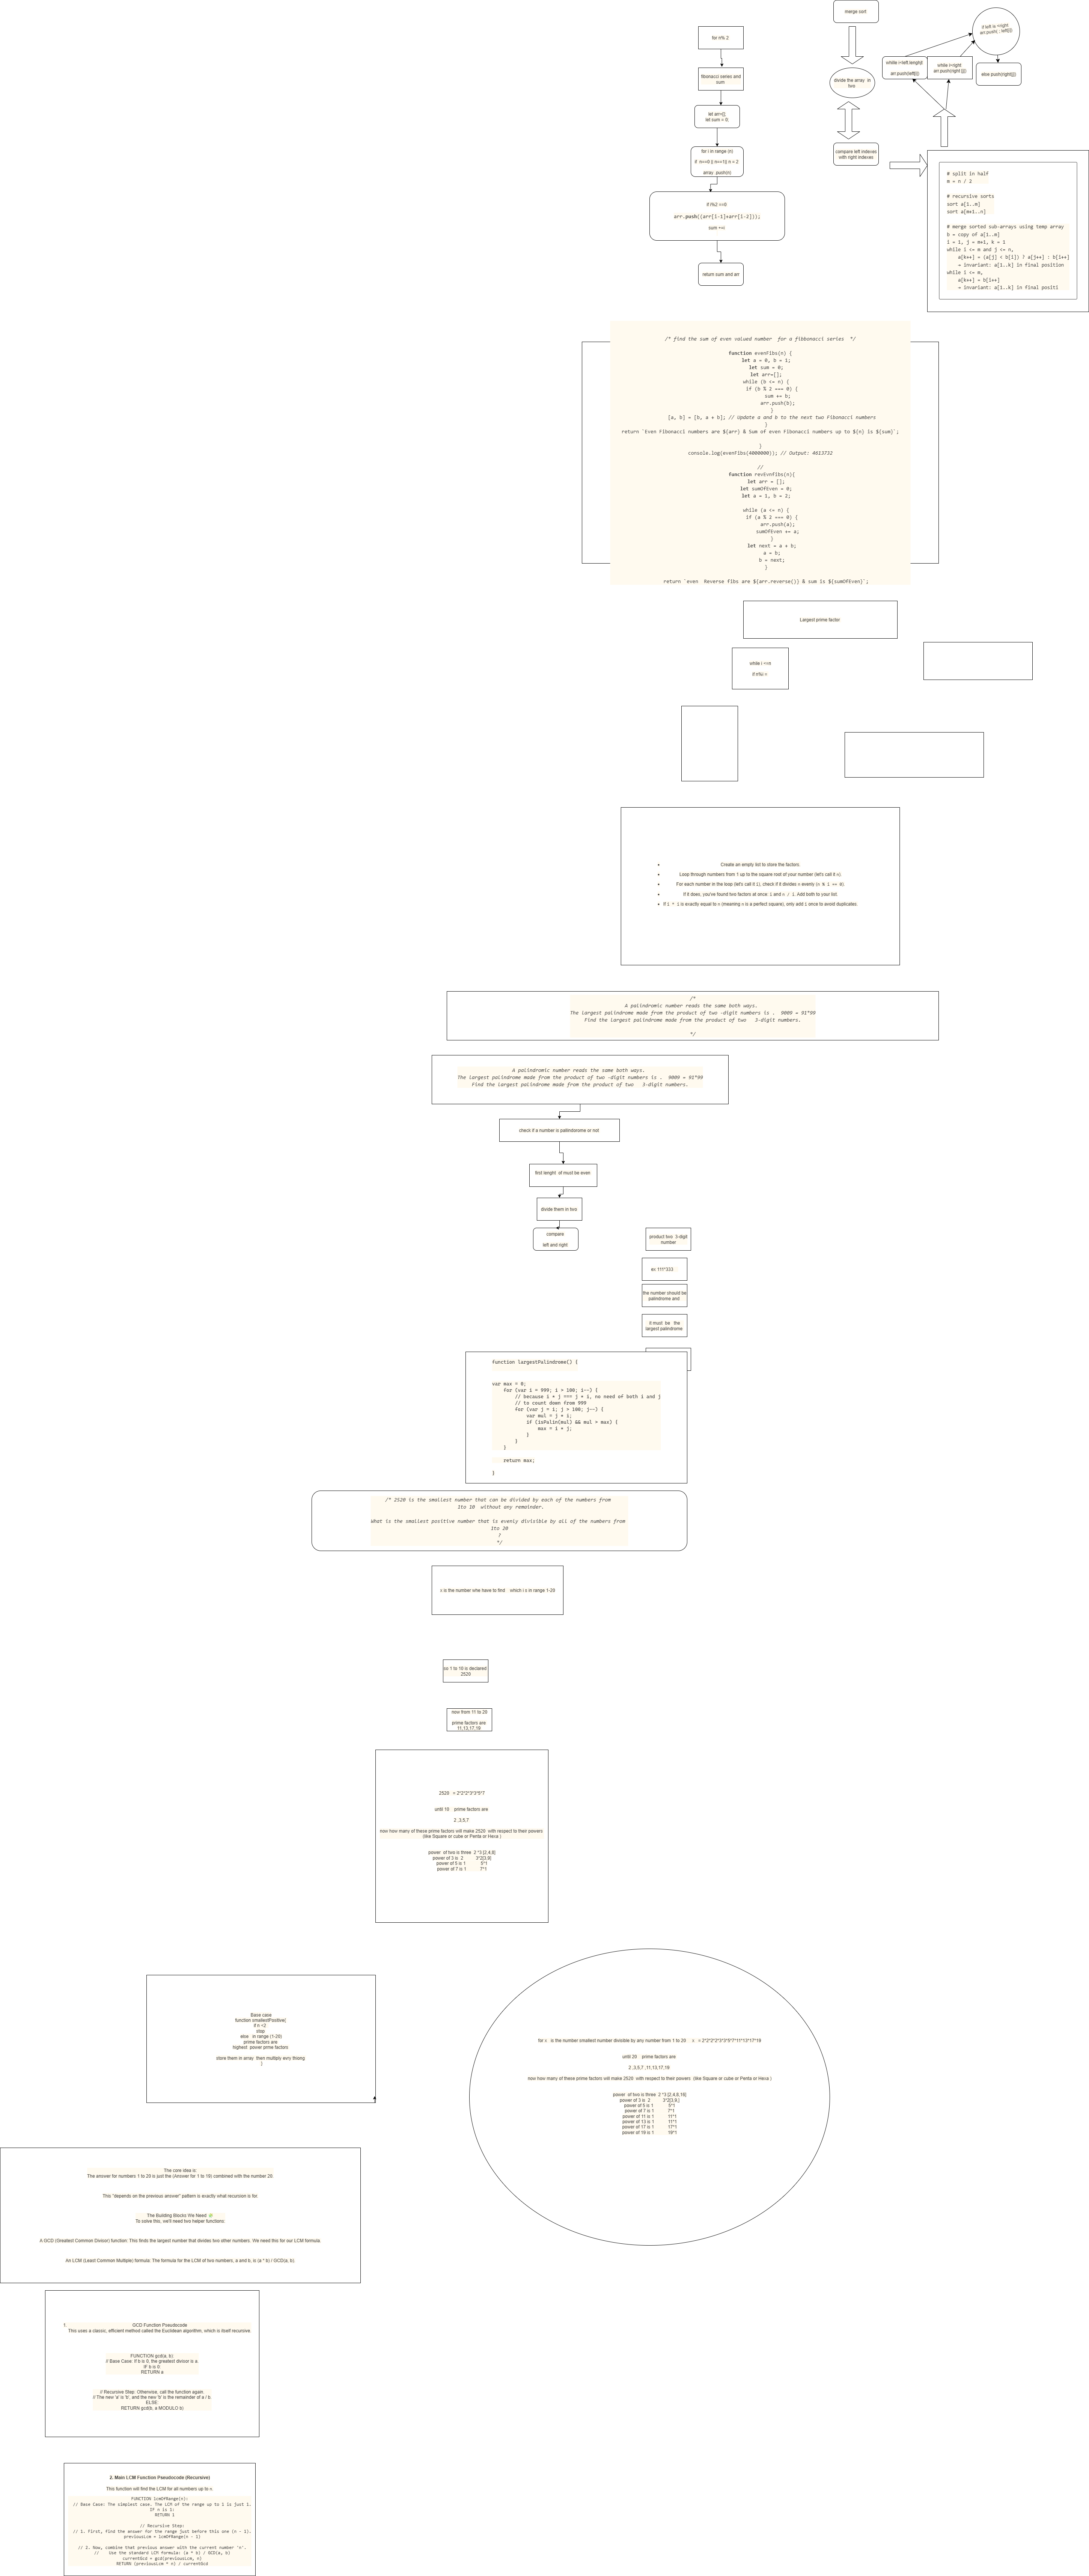 for n% 2
fibonacci series and
sum
let arr=[]
let sum = 0;
for i in range (n)
if n<=0 || n<=1|| n = 2
array .push(n)
if n%2 ==0
arr.push((arr[i-1]+arr[i-2]));
sum +=i
return sum and arr
merge sort
divide the array in
two
compare left indexes
with right indexes
if left is <right
arr.push( : left[i])
while i<left.lenght
arr.push(left[i]
while i<right
arr.push(right [j])
else push(right[j])
# split in half
m = n / 2
# recursive sorts
sort a[1..m]
sort a[m+1..n]
# merge sorted sub-arrays using temp array
b = copy of a[1..m]
i = 1, j = m+1, k = 1
while i <= m and j <= n,
a[k++] = (a[j] < b[i]) ? a[j++] : b[i++]
→ invariant: a[1..k] in final position
while i <= m,
a[k++] = b[i++]
→ invariant: a[1..k] in final positi
/* find the sum of even valued number for a fibbonacci series */
function evenFibs(n) {
let a = 0, b = 1;
let sum = 0;
let arr=[];
while (b <= n) {
if (b % 2 === 0) {
sum += b;
arr.push(b);
}
[a, b] = [b, a + b]; // Update a and b to the next two Fibonacci numbers
}
return `Even Fibonacci numbers are ${arr} & Sum of even Fibonacci numbers up to ${n} is ${sum}`;
}
console.log(evenFibs(4000000)); // Output: 4613732
//
function revEvnFibs(n){
let arr = [];
let sumOfEven = 0;
let a = 1, b = 2;
while (a <= n) {
if (a % 2 === 0) {
arr.push(a);
sumOfEven += a;
}
let next = a + b;
a = b;
b = next;
}
return `even Reverse fibs are ${arr.reverse()} & sum is ${sumOfEven}`;
Largest prime factor
while i <=n
if n%i =
• Create an empty list to store the factors.
• Loop through numbers from 1 up to the square root of your number (let's call it n).
• For each number in the loop (let's call it i), check if it divides n evenly (n % i == 0).
• If it does, you've found two factors at once: i and n / i. Add both to your list.
• If i * i is exactly equal to n (meaning n is a perfect square), only add i once to avoid duplicates.
/*
A palindromic number reads the same both ways.
The largest palindrome made from the product of two -digit numbers is . 9009 = 91*99
Find the largest palindrome made from the product of two 3-digit numbers.
*/
A palindromic number reads the same both ways.
The largest palindrome made from the product of two -digit numbers is . 9009 = 91*99
Find the largest palindrome made from the product of two 3-digit numbers.
check if a number is pallindorome or not
first lenght of must be even
divide them in two
compare
left and right
product two 3-digit
number
ex 111*333
the number should be
palindrome and
it must be the
largest palindrome
function largestPalindrome() {
var max = 0;
for (var i = 999; i > 100; i--) {
// because i * j === j * i, no need of both i and j
// to count down from 999
for (var j = i; j > 100; j--) {
var mul = j * i;
if (isPalin(mul) && mul > max) {
max = i * j;
}
}
}
return max;
}
/* 2520 is the smallest number that can be divided by each of the numbers from
1to 10 without any remainder.
What is the smallest positive number that is evenly divisible by all of the numbers from
1to 20
?
*/
x is the number whe have to find which i s in range 1-20
so 1 to 10 is declared
2520
now from 11 to 20
prime factors are
11,13,17,19
2520 = 2*2*2*3*3*5*7
until 10 prime factors are
2 ,3,5,7
now how many of these prime factors will make 2520 with respect to their powers
(like Square or cube or Penta or Hexa )
power of two is three 2 *3 [2,4,8]
power of 3 is 2 3*2[3,9]
power of 5 is 1 5*1
power of 7 is 1 7*1
Base case
function smallestPositive(
if n <2
stop
else in range (1-20)
prime factors are
highest power prime factors
store them in array then multiply evry thiong
}
for x is the number smallest number divisible by any number from 1 to 20 x = 2*2*2*2*3*3*5*7*11*13*17*19
until 20 prime factors are
2 ,3,5,7 ,11,13,17,19
now how many of these prime factors will make 2520 with respect to their powers (like Square or cube or Penta or Hexa )
power of two is three 2 *3 [2,4,8,16]
power of 3 is 2 3*2[3,9,]
power of 5 is 1 5*1
power of 7 is 1 7*1
power of 11 is 1 11*1
power of 13 is 1 11*1
power of 17 is 1 17*1
power of 19 is 1 19*1
The core idea is:
The answer for numbers 1 to 20 is just the (Answer for 1 to 19) combined with the number 20.
This "depends on the previous answer" pattern is exactly what recursion is for.
The Building Blocks We Need
To solve this, we'll need two helper functions:
A GCD (Greatest Common Divisor) function: This finds the largest number that divides two other numbers. We need this for our LCM formula.
An LCM (Least Common Multiple) formula: The formula for the LCM of two numbers, a and b, is (a * b) / GCD(a, b).
1. GCD Function Pseudocode
This uses a classic, efficient method called the Euclidean algorithm, which is itself recursive.
FUNCTION gcd(a, b):
// Base Case: If b is 0, the greatest divisor is a.
IF b is 0:
RETURN a
// Recursive Step: Otherwise, call the function again.
// The new 'a' is 'b', and the new 'b' is the remainder of a / b.
ELSE:
RETURN gcd(b, a MODULO b)
2. Main LCM Function Pseudocode (Recursive)
This function will find the LCM for all numbers up to n.
FUNCTION lcmOfRange(n):
// Base Case: The simplest case. The LCM of the range up to 1 is just 1.
If n is 1:
RETURN 1
// Recursive Step:
// 1. First, find the answer for the range just before this one (n - 1).
previousLcm = lcmOfRange(n - 1)
// 2. Now, combine that previous answer with the current number 'n'.
// Use the standard LCM formula: (a * b) / GCD(a, b)
currentGcd = gcd(previousLcm, n)
RETURN (previousLcm * n) / currentGcd